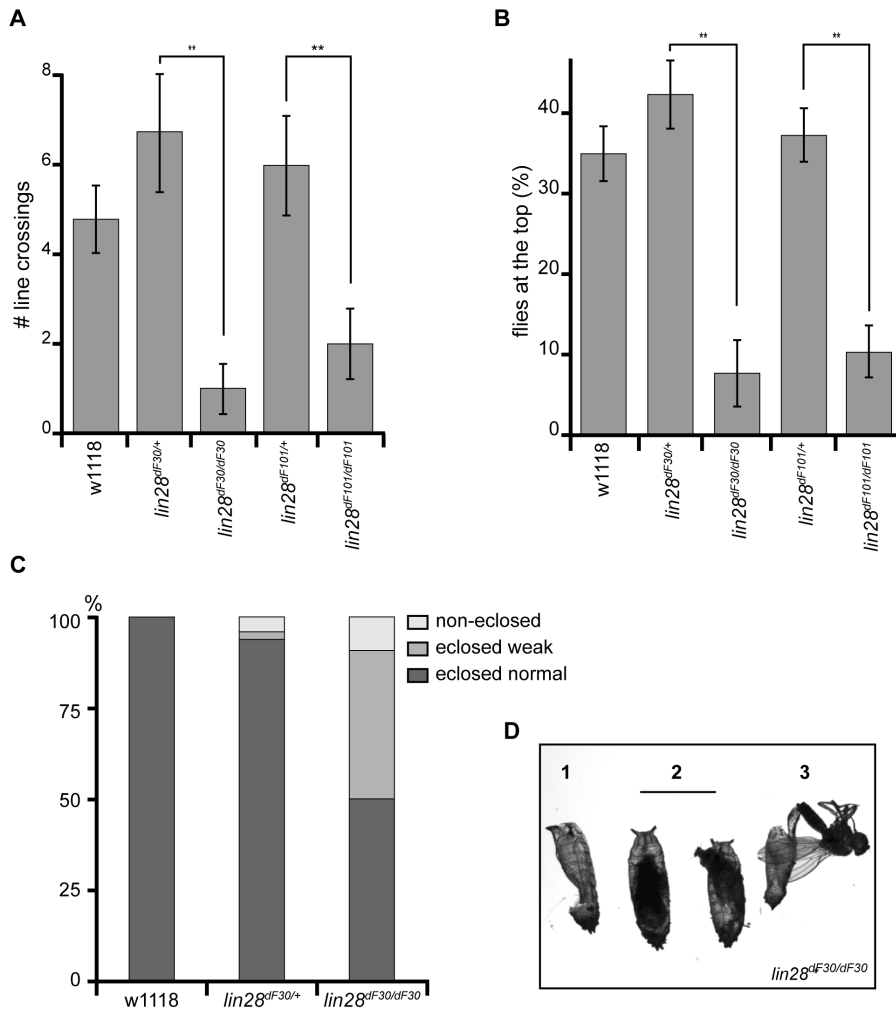 A
**
**
8
6
4
2
0
# line crossings
w1118
lin28dF30/+
lin28dF30/dF30
lin28dF101/+
lin28dF101/dF101
B
**
**
40
30
20
10
0
flies at the top (%)
w1118
lin28dF30/+
lin28dF30/dF30
lin28dF101/+
lin28dF101/dF101
C
%
100
75
50
25
0
non-eclosed
eclosed weak
eclosed normal
w1118
lin28dF30/+
lin28dF30/dF30
D
1 2 3
lin28dF30/dF30